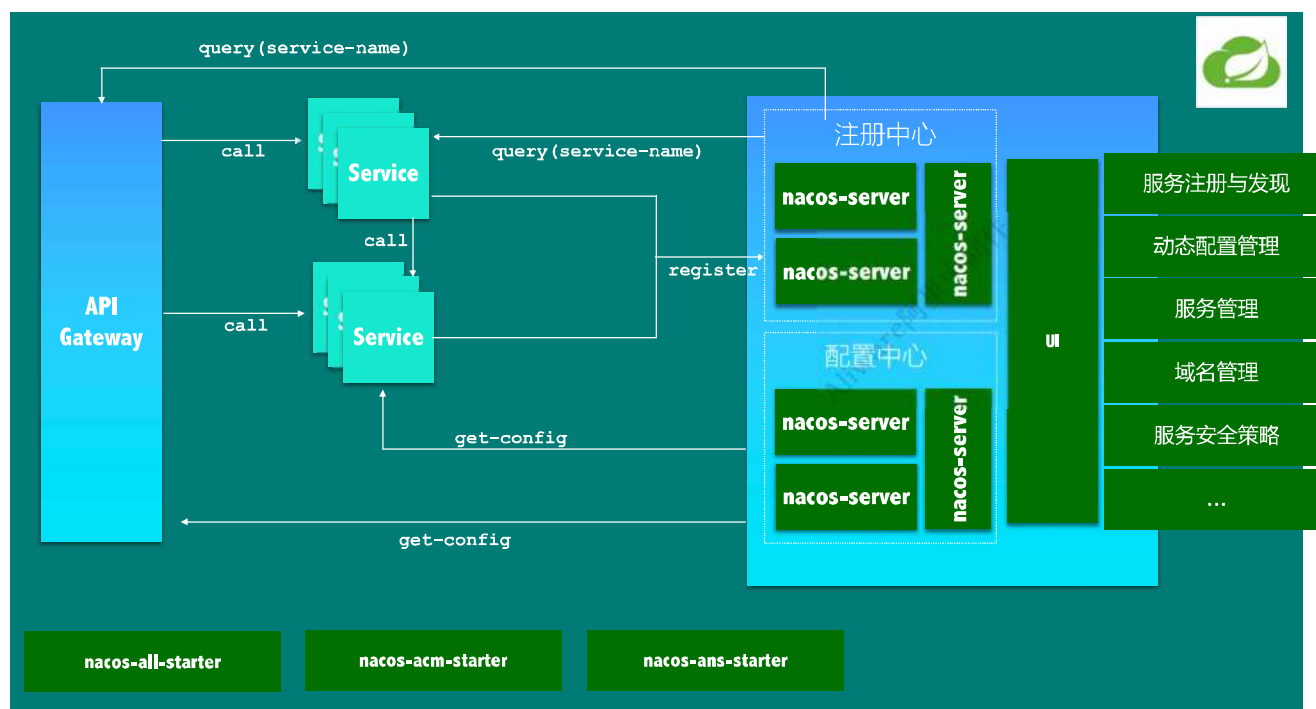 query(service-name)
注册中心
call
query(service-name)
Service
nacos-server
nacos-server
nacos-server
服务注册与发现
call
动态配置管理
register
API
Gateway
服务管理
call
Service
UI
配置中心
域名管理
get-config
nacos-server
nacos-server
nacos-server
服务安全策略
...
get-config
nacos-all-starter
nacos-acm-starter
nacos-ans-starter